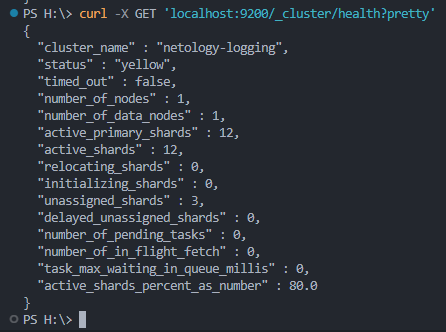 PS H:\> curl -X GET 'localhost:9200/_cluster/health?pretty'
{
  "cluster_name" : "netology-logging",
  "status" : "yellow",
  "timed_out" : false,
  "number_of_nodes" : 1,
  "number_of_data_nodes" : 1,
  "active_primary_shards" : 12,
  "active_shards" : 12,
  "relocating_shards" : 0,
  "initializing_shards" : 0,
  "unassigned_shards" : 3,
  "delayed_unassigned_shards" : 0,
  "number_of_pending_tasks" : 0,
  "number_of_in_flight_fetch" : 0,
  "task_max_waiting_in_queue_millis" : 0,
  "active_shards_percent_as_number" : 80.0
}
PS H:\>